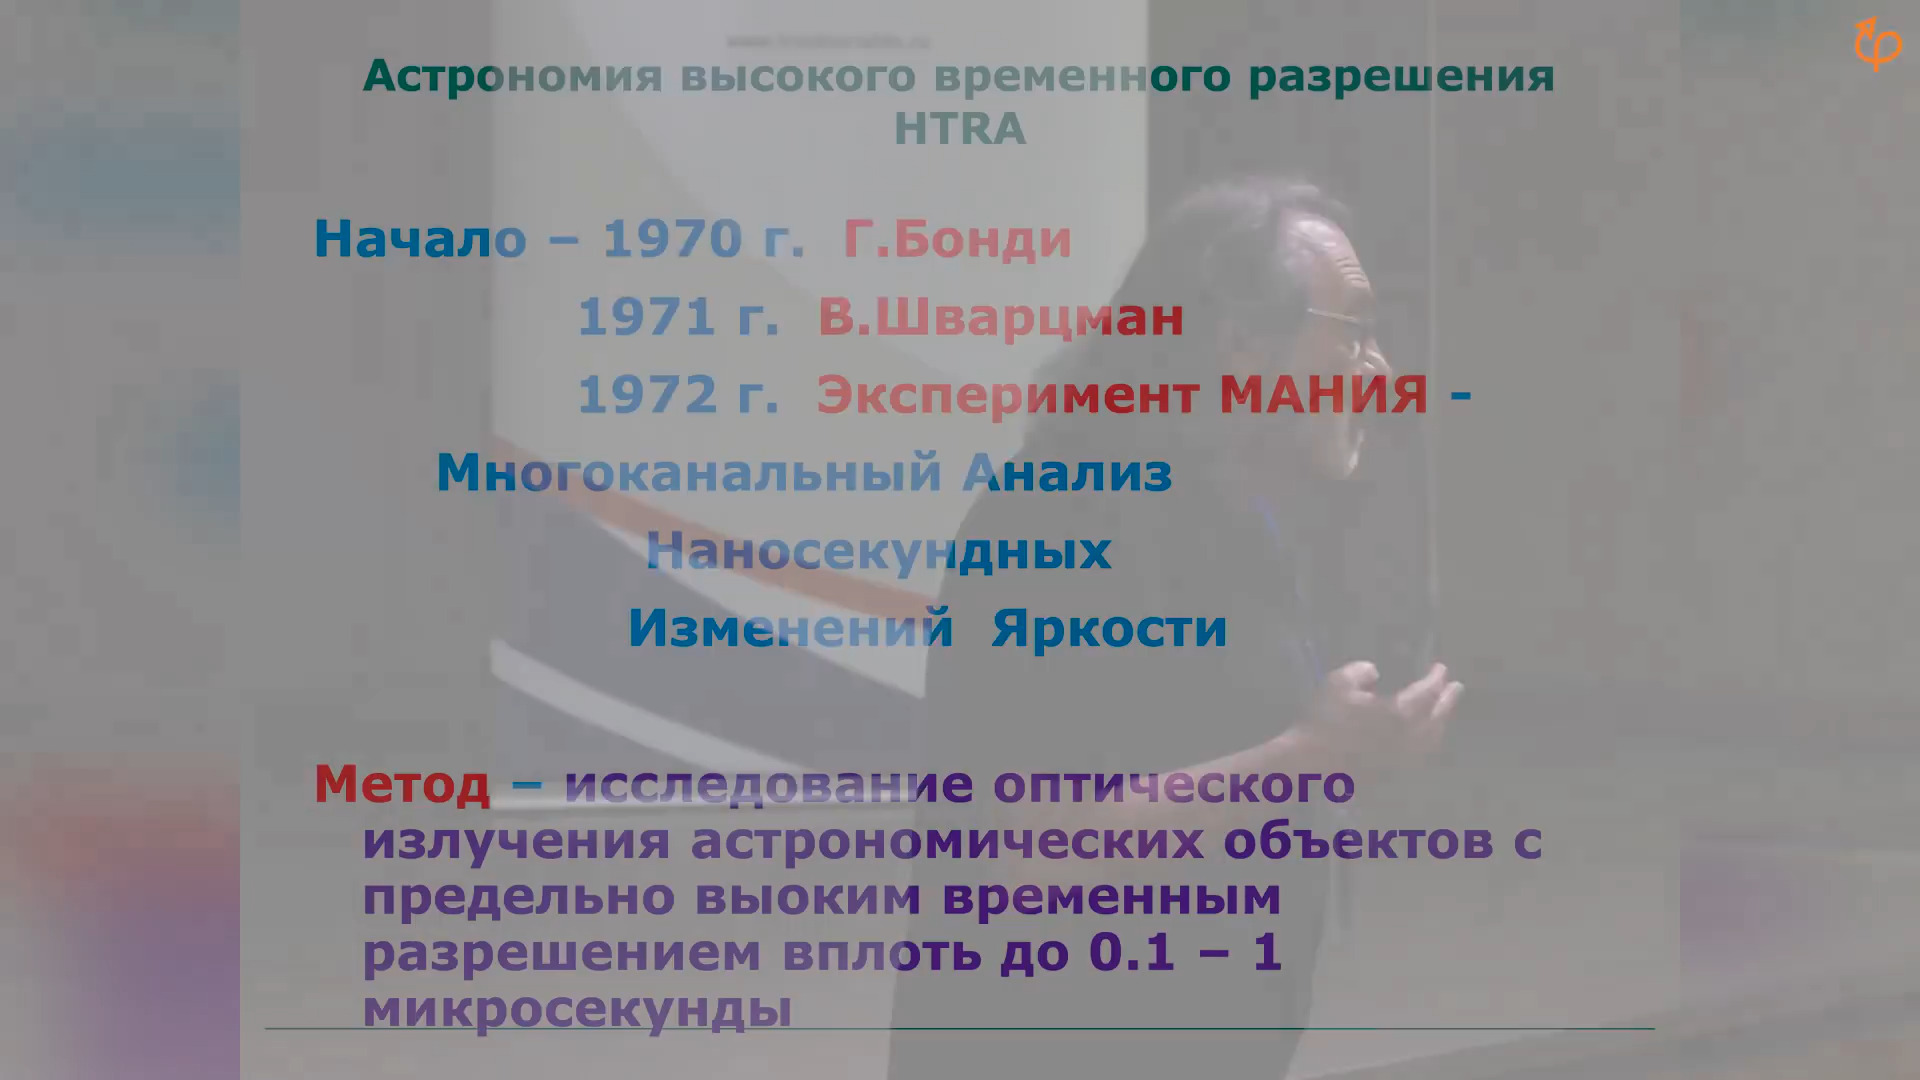 Астрономия высокого временного разрешения
HTRA
Начало – 1970 г. Г.Бонди
1971 г. В.Шварцман
1972 г. Эксперимент МАНИЯ -
Многоканальный Анализ
Наносекундных
Изменений Яркости
Метод – исследование оптического
излучения астрономических объектов с
предельно выоким временным
разрешением вплоть до 0.1 – 1
микросекунды